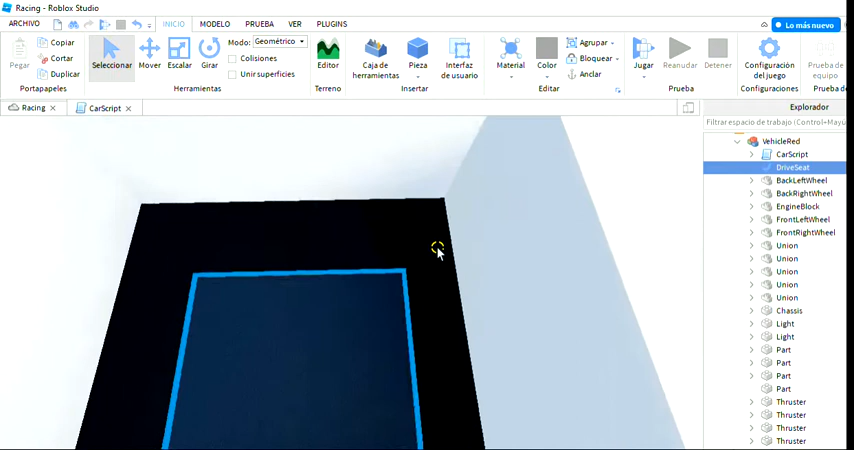 Racing - Roblox Studio
ARCHIVO INICIO MODELO PRUEBA VER PLUGINS Lo más nuevo
Pegar Copiar Cortar Duplicar
Portapapeles
Seleccionar Mover Escalar Girar
Modo: Geométrico
Colisiones
Unir superficies
Herramientas
Editor
Terreno
Caja de herramientas
Pieza
Interfaz de usuario
Insertar
Material
Color
Agrupar
Bloquear
Anclar
Editar
Jugar Reanudar Detener
Prueba
Configuración del juego
Configuraciones
Prueba de equipo
Prueba de
Racing CarScript
Explorador
Filtrar espacio de trabajo (Control+Mayú
VehicleRed
CarScript
DriveSeat
BackLeftWheel
BackRightWheel
EngineBlock
FrontLeftWheel
FrontRightWheel
Union
Union
Union
Union
Union
Chassis
Light
Light
Part
Part
Part
Part
Thruster
Thruster
Thruster
Thruster